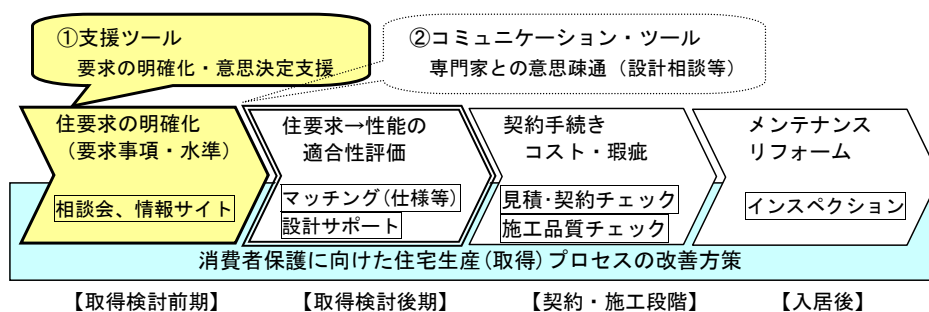 ①支援ツール
要求の明確化・意思決定支援
②コミュニケーション・ツール
専門家との意思疎通（設計相談等）
住要求の明確化
（要求事項・水準）
相談会、情報サイト
住要求→性能の
適合性評価
マッチング(仕様等)
設計サポート
契約手続き
コスト・瑕疵
見積・契約チェック
施工品質チェック
メンテナンス
リフォーム
インスペクション
消費者保護に向けた住宅生産(取得)プロセスの改善方策
【取得検討前期】
【取得検討後期】
【契約・施工段階】
【入居後】